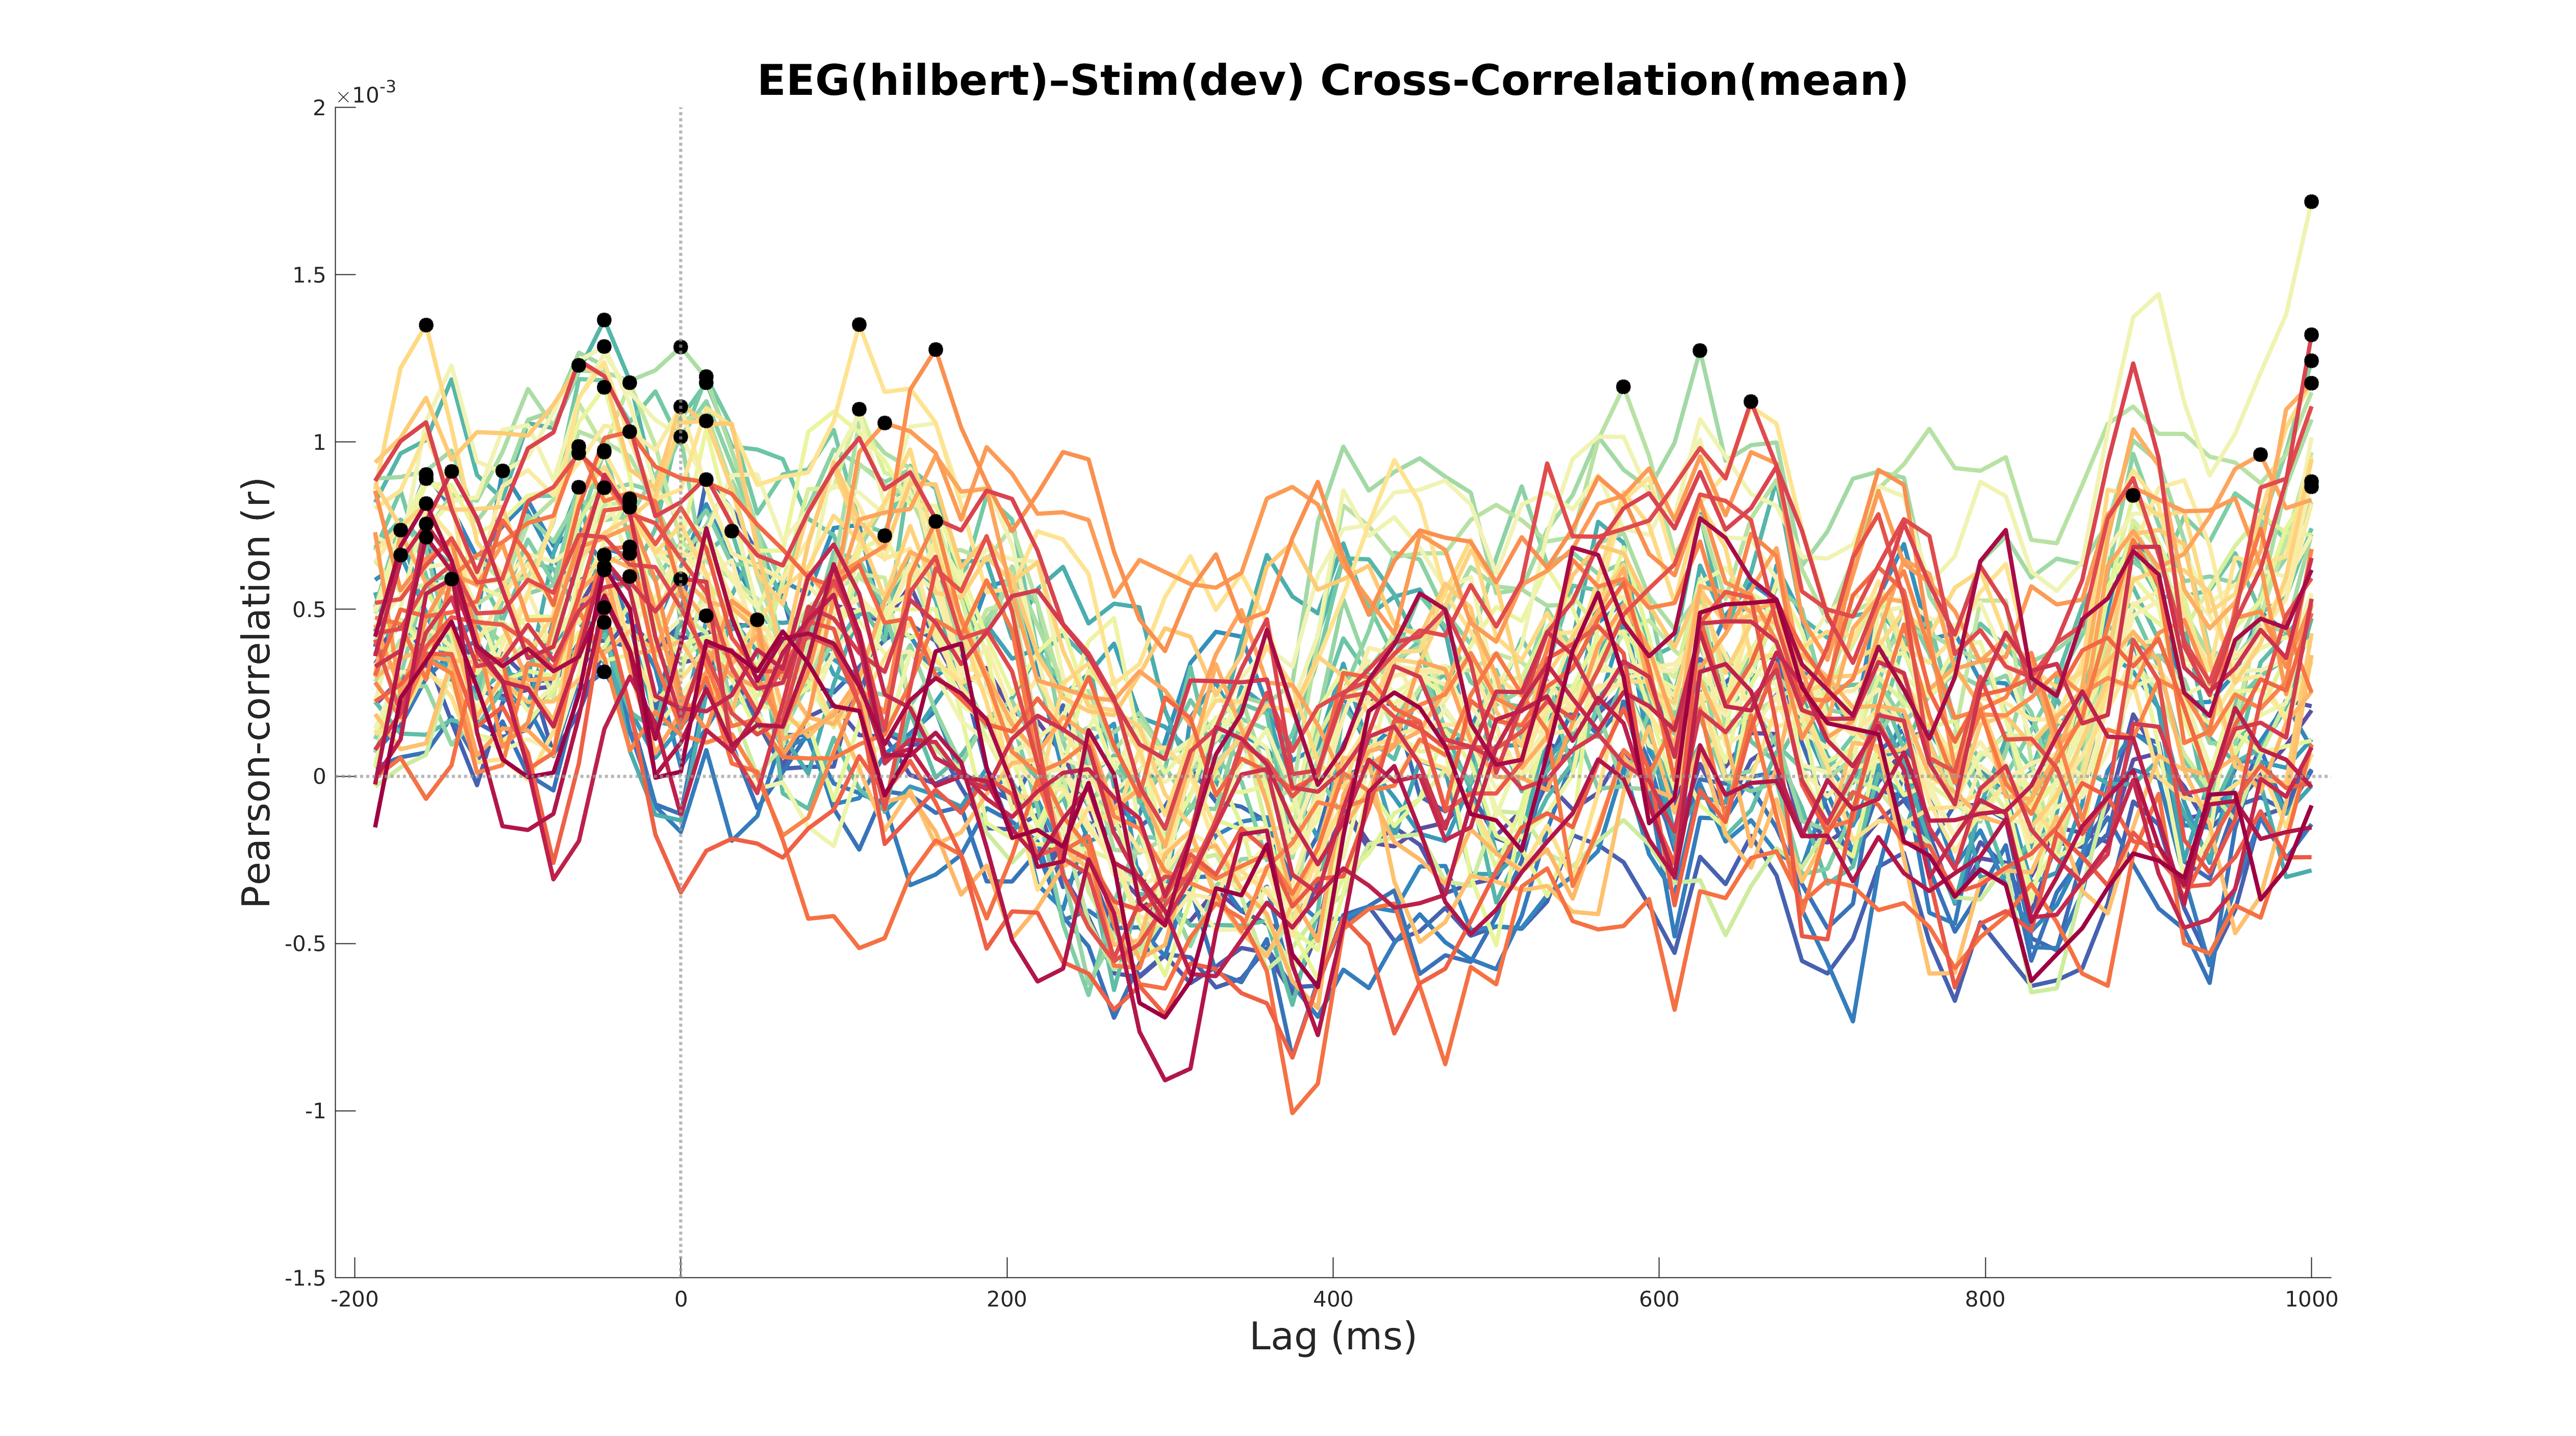 EEG(hilbert)–Stim(dev) Cross-Correlation(mean)
×10-3
2
1.5
1
0.5
0
-0.5
-1
-1.5
Pearson-correlation (r)
-200 0 200 400 600 800 1000
Lag (ms)